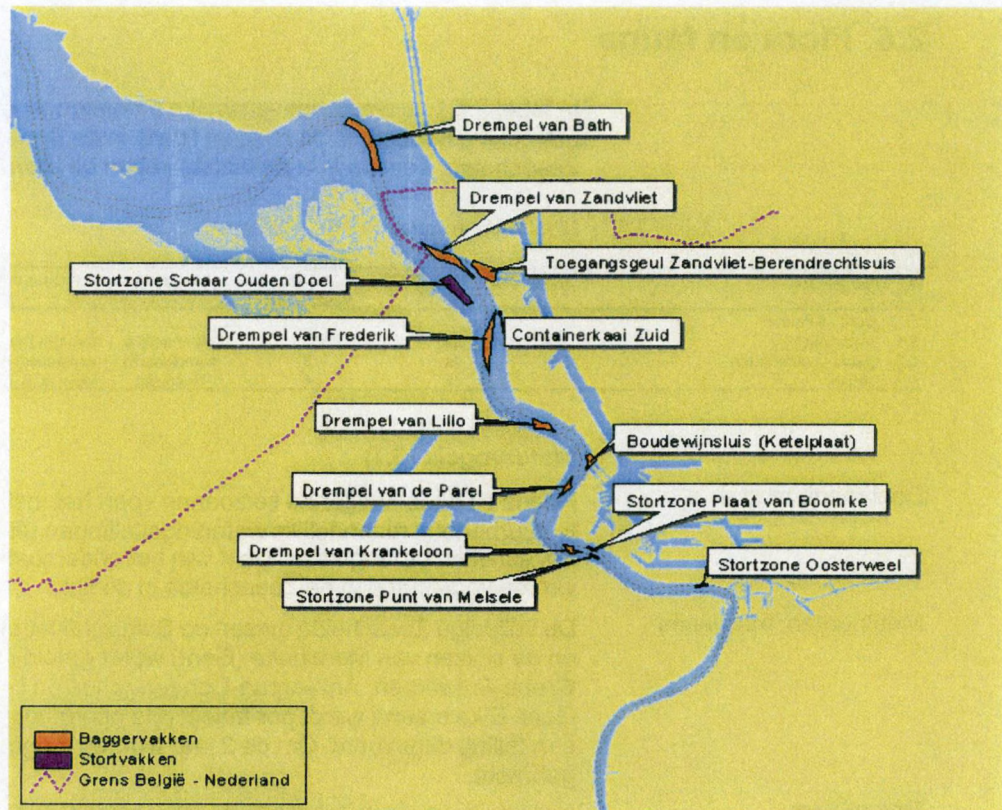 Drempel van Bath
Drempel van Zandvliet
Toegangsgeul Zandvliet-Berendrechtlsuis
Stortzone Schaar Ouden Doel
Drempel van Frederik
Containerkaai Zuid
Drempel van Lillo
Boudewijnsluis (Ketelplaat)
Drempel van de Parel
Stortzone Plaat van Boomke
Drempel van Krankeloon
Stortzone Oosterweel
Stortzone Punt van Melsele
Baggervakken
Stortvakken
Grens België - Nederland